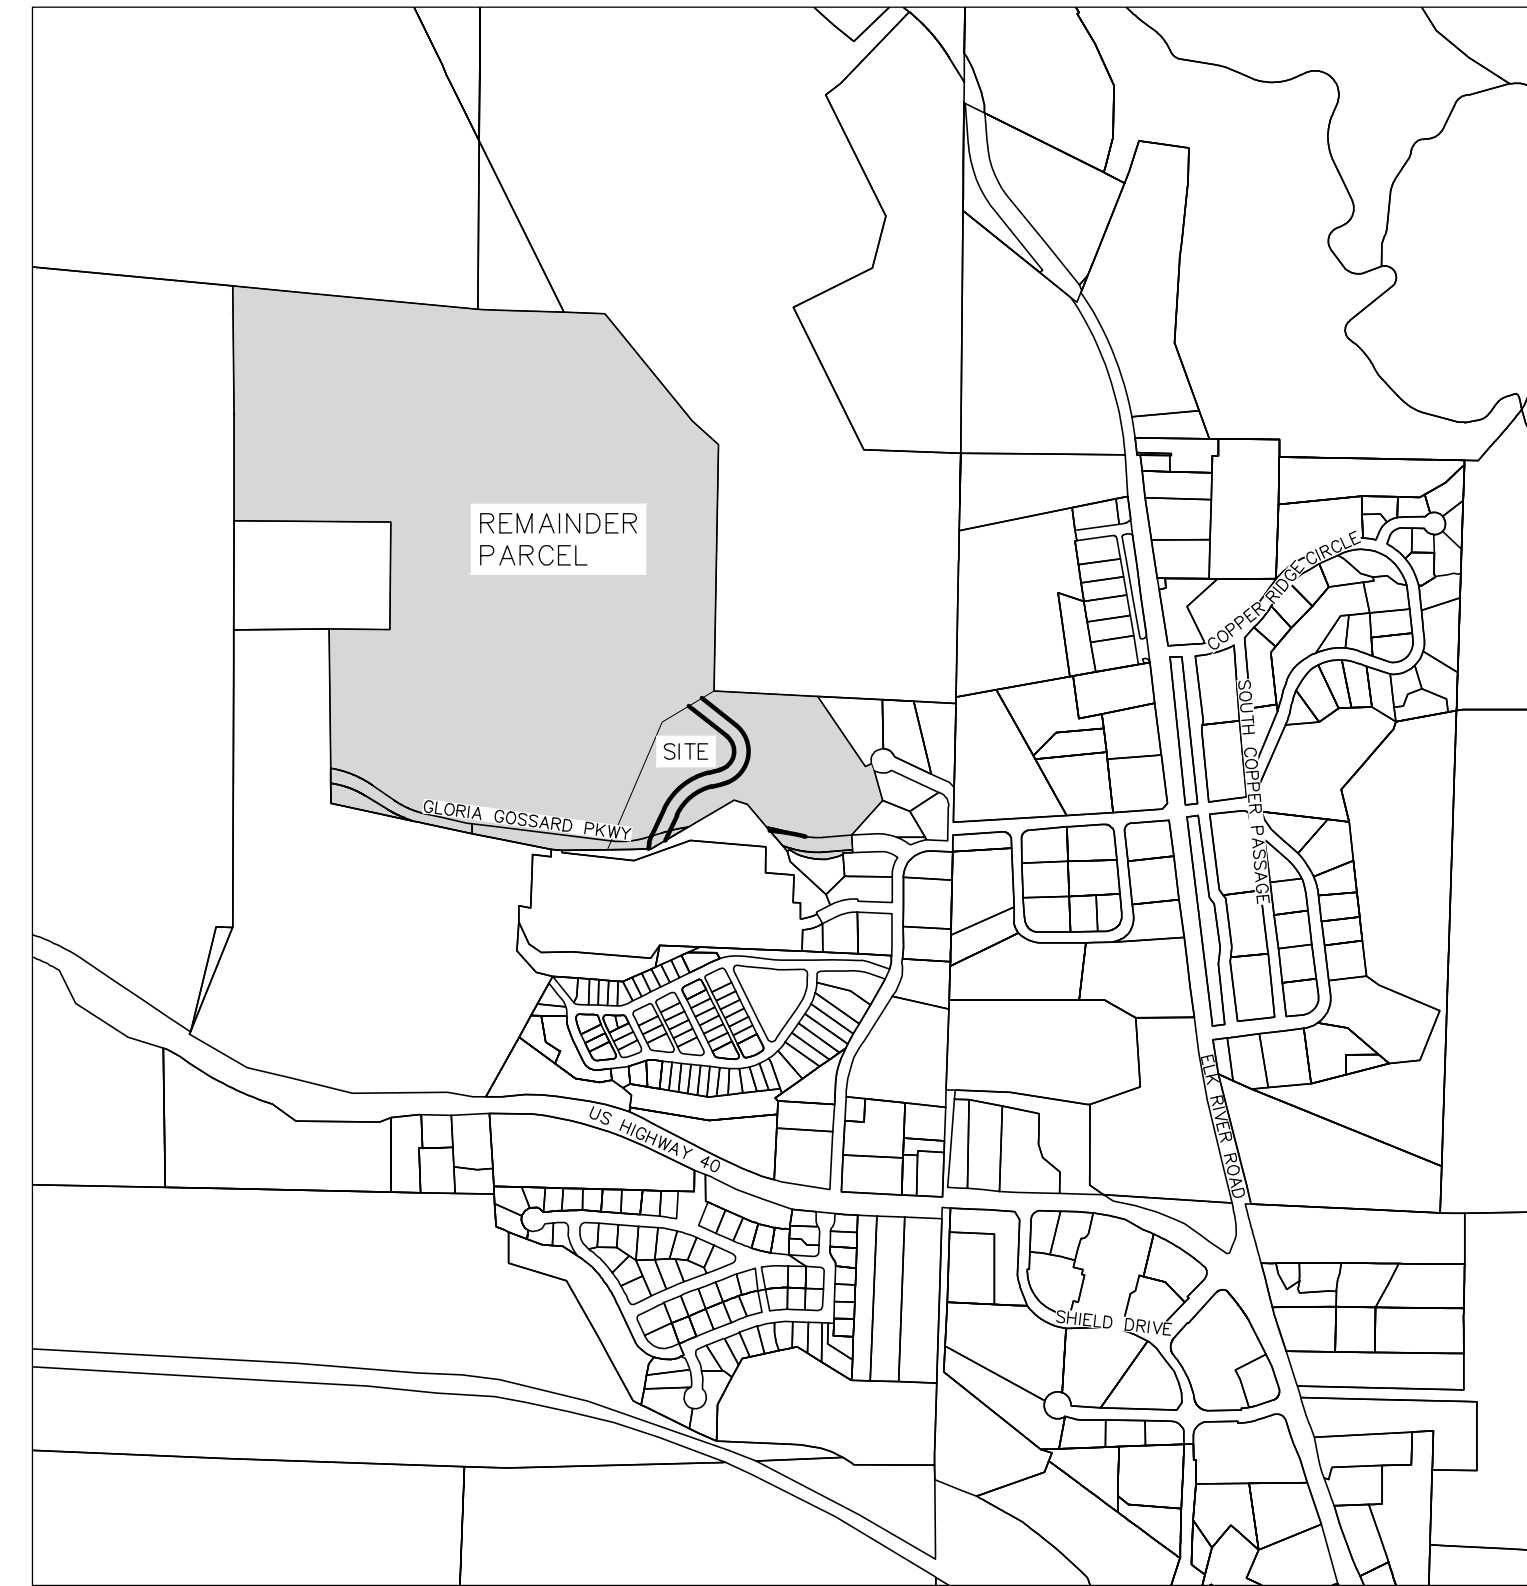 REMAINDER
PARCEL
COPPER RIDGE CIRCLE
SOUTH COPPER PASSAGE
SITE
GLORIA GOSSARD PKWY
ELK RIVER ROAD
US HIGHWAY 40
SHIELD DRIVE